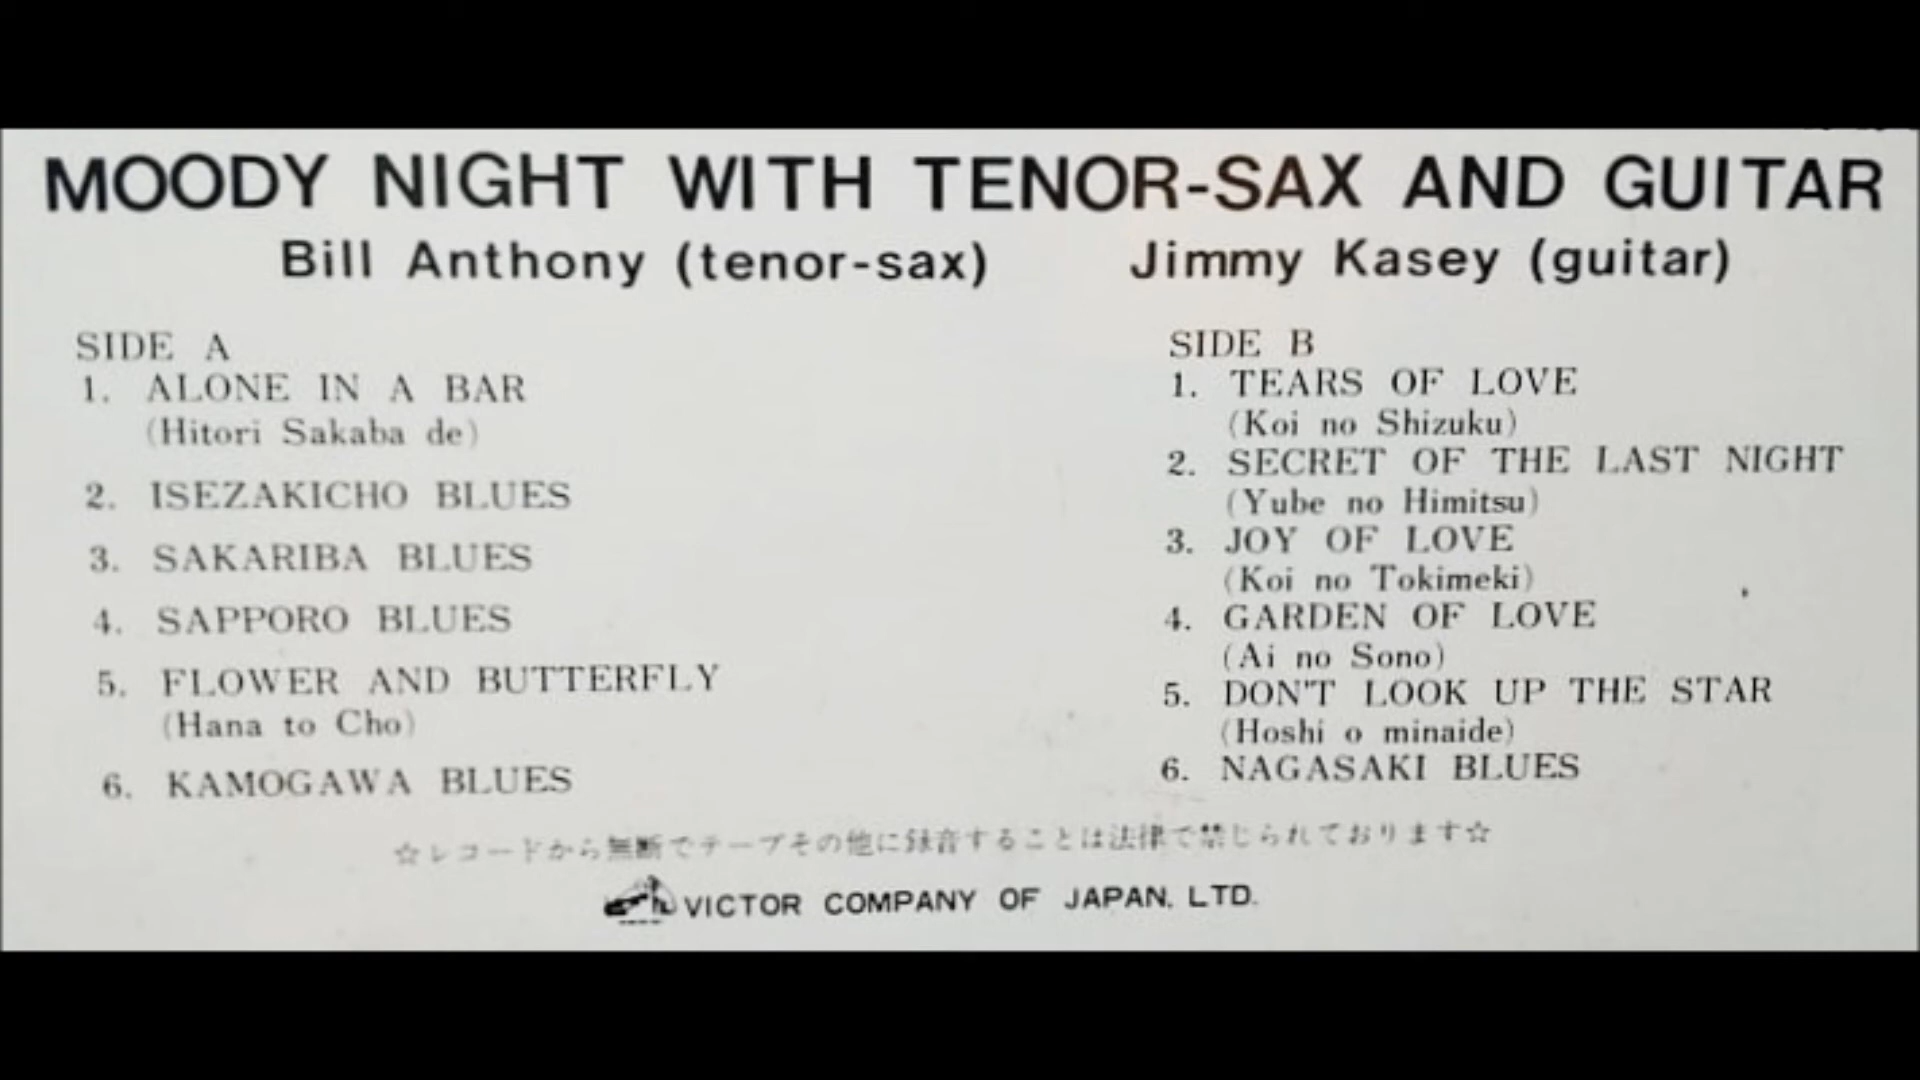 MOODY NIGHT WITH TENOR-SAX AND GUITAR
Bill Anthony (tenor-sax) Jimmy Kasey (guitar)
SIDE A
1. ALONE IN A BAR
(Hitori Sakaba de)
2. ISEZAKICHO BLUES
3. SAKARIBA BLUES
4. SAPPORO BLUES
5. FLOWER AND BUTTERFLY
(Hana to Cho)
6. KAMOGAWA BLUES
SIDE B
1. TEARS OF LOVE
(Koi no Shizuku)
2. SECRET OF THE LAST NIGHT
(Yube no Himitsu)
3. JOY OF LOVE
(Koi no Tokimeki)
4. GARDEN OF LOVE
(Ai no Sono)
5. DON'T LOOK UP THE STAR
(Hoshi o minaide)
6. NAGASAKI BLUES
☆レコードから無断でテープその他に録音することは法律で禁じられております☆
VICTOR COMPANY OF JAPAN, LTD.